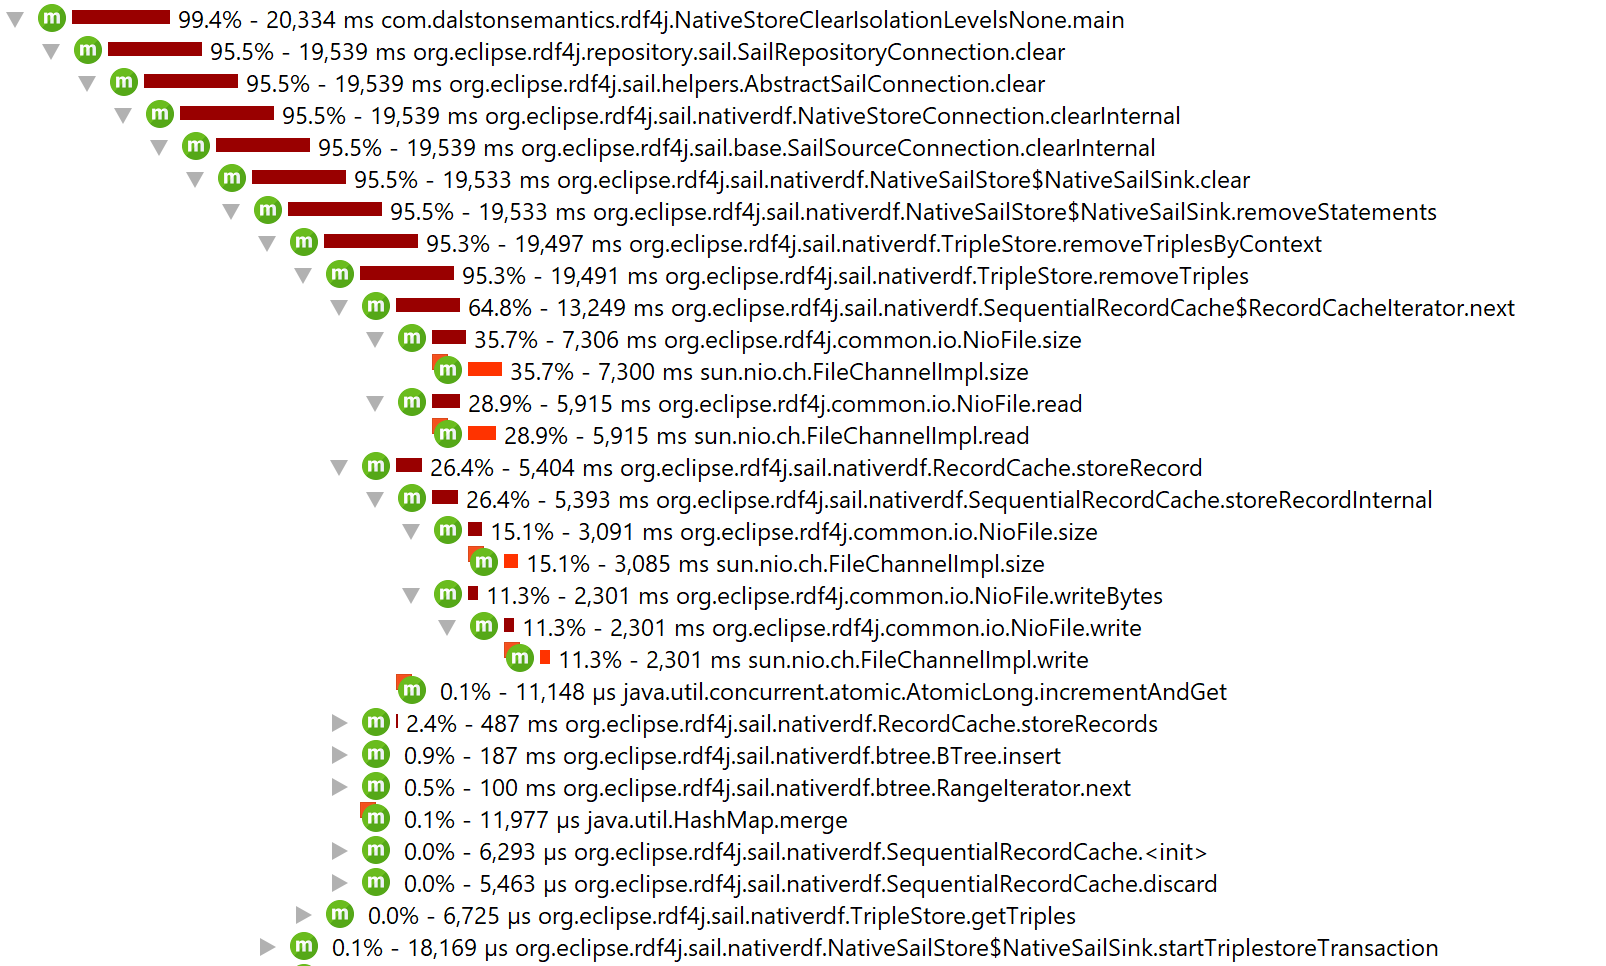 m 99.4% - 20,334 ms com.dalstonsemantics.rdf4j.NativeStoreClearIsolationLevelsNone.main
m 95.5% - 19,539 ms org.eclipse.rdf4j.repository.sail.SailRepositoryConnection.clear
m 95.5% - 19,539 ms org.eclipse.rdf4j.sail.helpers.AbstractSailConnection.clear
m 95.5% - 19,539 ms org.eclipse.rdf4j.sail.nativerdf.NativeStoreConnection.clearInternal
m 95.5% - 19,539 ms org.eclipse.rdf4j.sail.base.SailSourceConnection.clearInternal
m 95.5% - 19,533 ms org.eclipse.rdf4j.sail.nativerdf.NativeSailStore$NativeSailSink.clear
m 95.5% - 19,533 ms org.eclipse.rdf4j.sail.nativerdf.NativeSailStore$NativeSailSink.removeStatements
m 95.3% - 19,497 ms org.eclipse.rdf4j.sail.nativerdf.TripleStore.removeTriplesByContext
m 95.3% - 19,491 ms org.eclipse.rdf4j.sail.nativerdf.TripleStore.removeTriples
m 64.8% - 13,249 ms org.eclipse.rdf4j.sail.nativerdf.SequentialRecordCache$RecordCacheIterator.next
m 35.7% - 7,306 ms org.eclipse.rdf4j.common.io.NioFile.size
m 35.7% - 7,300 ms sun.nio.ch.FileChannelImpl.size
m 28.9% - 5,915 ms org.eclipse.rdf4j.common.io.NioFile.read
m 28.9% - 5,915 ms sun.nio.ch.FileChannelImpl.read
m 26.4% - 5,404 ms org.eclipse.rdf4j.sail.nativerdf.RecordCache.storeRecord
m 26.4% - 5,393 ms org.eclipse.rdf4j.sail.nativerdf.SequentialRecordCache.storeRecordInternal
m 15.1% - 3,091 ms org.eclipse.rdf4j.common.io.NioFile.size
m 15.1% - 3,085 ms sun.nio.ch.FileChannelImpl.size
m 11.3% - 2,301 ms org.eclipse.rdf4j.common.io.NioFile.writeBytes
m 11.3% - 2,301 ms org.eclipse.rdf4j.common.io.NioFile.write
m 11.3% - 2,301 ms sun.nio.ch.FileChannelImpl.write
m 0.1% - 11,148 µs java.util.concurrent.atomic.AtomicLong.incrementAndGet
m 2.4% - 487 ms org.eclipse.rdf4j.sail.nativerdf.RecordCache.storeRecords
m 0.9% - 187 ms org.eclipse.rdf4j.sail.nativerdf.btree.BTree.insert
m 0.5% - 100 ms org.eclipse.rdf4j.sail.nativerdf.btree.RangeIterator.next
m 0.1% - 11,977 µs java.util.HashMap.merge
m 0.0% - 6,293 µs org.eclipse.rdf4j.sail.nativerdf.SequentialRecordCache.<init>
m 0.0% - 5,463 µs org.eclipse.rdf4j.sail.nativerdf.SequentialRecordCache.discard
m 0.0% - 6,725 µs org.eclipse.rdf4j.sail.nativerdf.TripleStore.getTriples
m 0.1% - 18,169 µs org.eclipse.rdf4j.sail.nativerdf.NativeSailStore$NativeSailSink.startTriplestoreTransaction